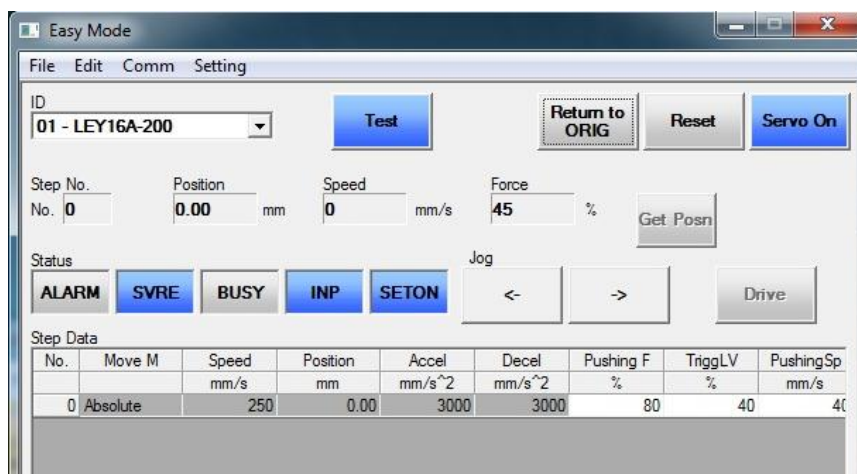 Easy Mode
File Edit Comm Setting
ID
01 - LEY16A-200
Test
Return to
ORIG
Reset
Servo On
Step No. Position Speed Force
No. 0 0.00 mm 0 mm/s 45 %
Get Posn
Status Jog
ALARM SVRE BUSY INP SETON <- -> Drive
Step Data
No. Move M Speed Position Accel Decel Pushing F TriggLV PushingSp
mm/s mm mm/s^2 mm/s^2 % % mm/s
0 Absolute 250 0.00 3000 3000 80 40 40